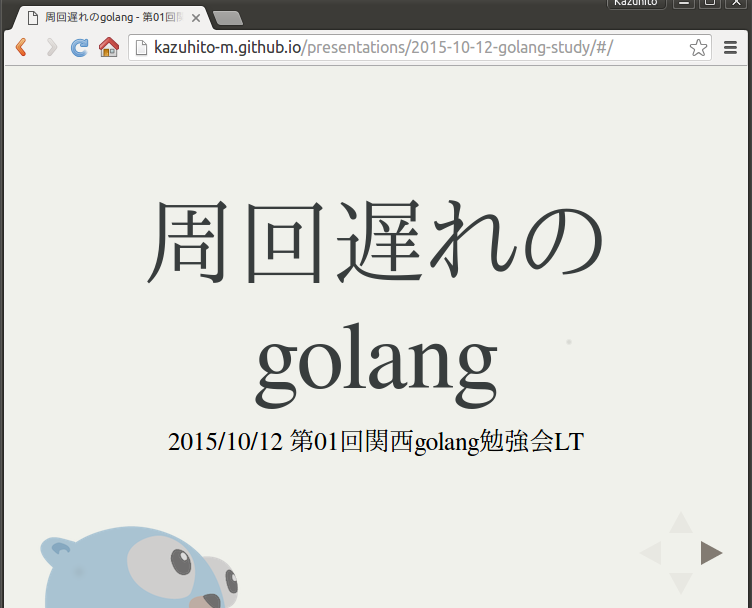 Kazuhito
周回遅れのgolang - 第01回
kazuhito-m.github.io/presentations/2015-10-12-golang-study/#/
周回遅れの
golang
2015/10/12 第01回関西golang勉強会LT